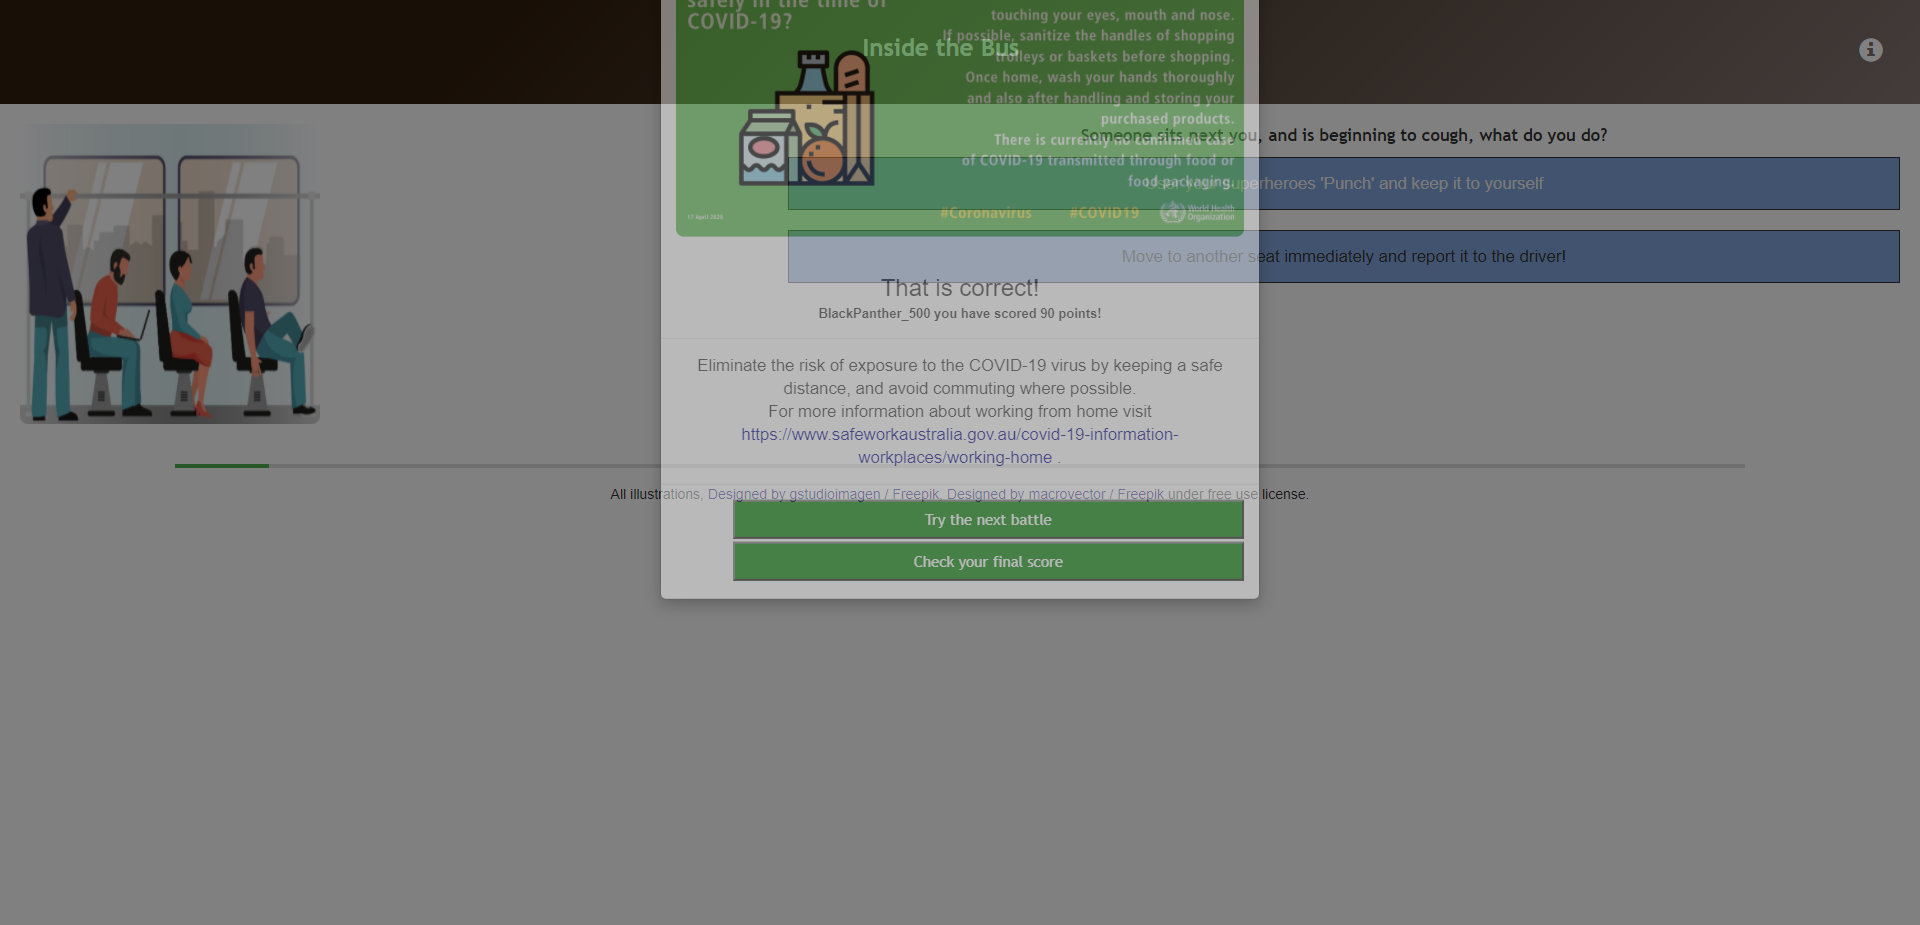 safely in the time of
COVID-19?
touching your eyes, mouth and nose.
If possible, sanitize the handles of shopping
trolleys or baskets before shopping.
Once home, wash your hands thoroughly
and also after handling and storing your
purchased products.
There is currently no confirmed case
of COVID-19 transmitted through food or
food packaging.
17 April 2020
#Coronavirus
#COVID19
World Health
Organization
Inside the Bus
Someone sits next you, and is beginning to cough, what do you do?
superheroes 'Punch' and keep it to yourself
Move to another seat immediately and report it to the driver!
That is correct!
BlackPanther_500 you have scored 90 points!
Eliminate the risk of exposure to the COVID-19 virus by keeping a safe
distance, and avoid commuting where possible.
For more information about working from home visit
https://www.safeworkaustralia.gov.au/covid-19-information-
workplaces/working-home .
All illustrations, Designed by gstudioimagen / Freepik, Designed by macrovector / Freepik under free use license.
Try the next battle
Check your final score